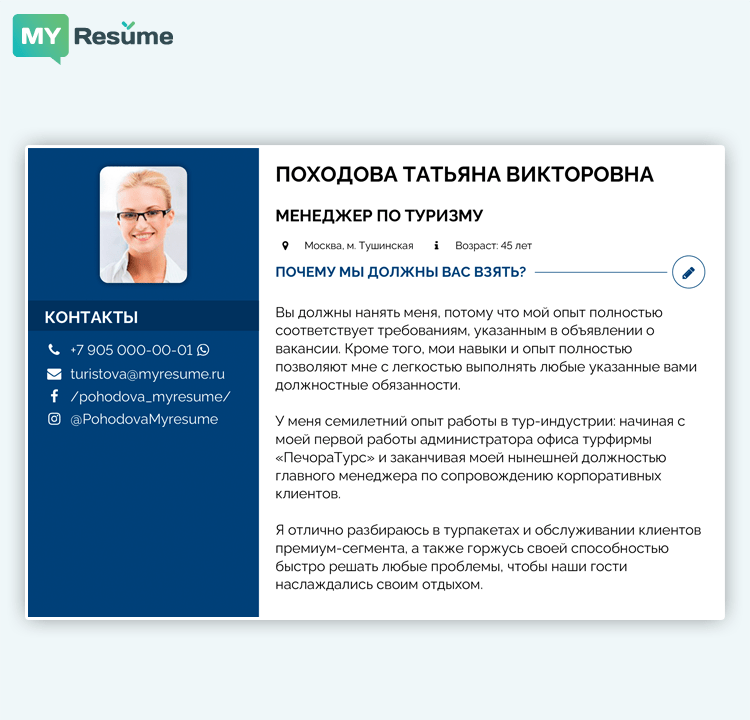 MY Resume
ПОХОДОВА ТАТЬЯНА ВИКТОРОВНА
МЕНЕДЖЕР ПО ТУРИЗМУ
Москва, м. Тушинская Возраст: 45 лет
ПОЧЕМУ МЫ ДОЛЖНЫ ВАС ВЗЯТЬ?
КОНТАКТЫ
+7 905 000-00-01
turistova@myresume.ru
/pohodova_myresume/
@PohodovaMyresume
Вы должны нанять меня, потому что мой опыт полностью
соответствует требованиям, указанным в объявлении о
вакансии. Кроме того, мои навыки и опыт полностью
позволяют мне с легкостью выполнять любые указанные вами
должностные обязанности.
У меня семилетний опыт работы в тур-индустрии: начиная с
моей первой работы администратора офиса турфирмы
«ПечораТурс» и заканчивая моей нынешней должностью
главного менеджера по сопровождению корпоративных
клиентов.
Я отлично разбираюсь в турпакетах и обслуживании клиентов
премиум-сегмента, а также горжусь своей способностью
быстро решать любые проблемы, чтобы наши гости
наслаждались своим отдыхом.